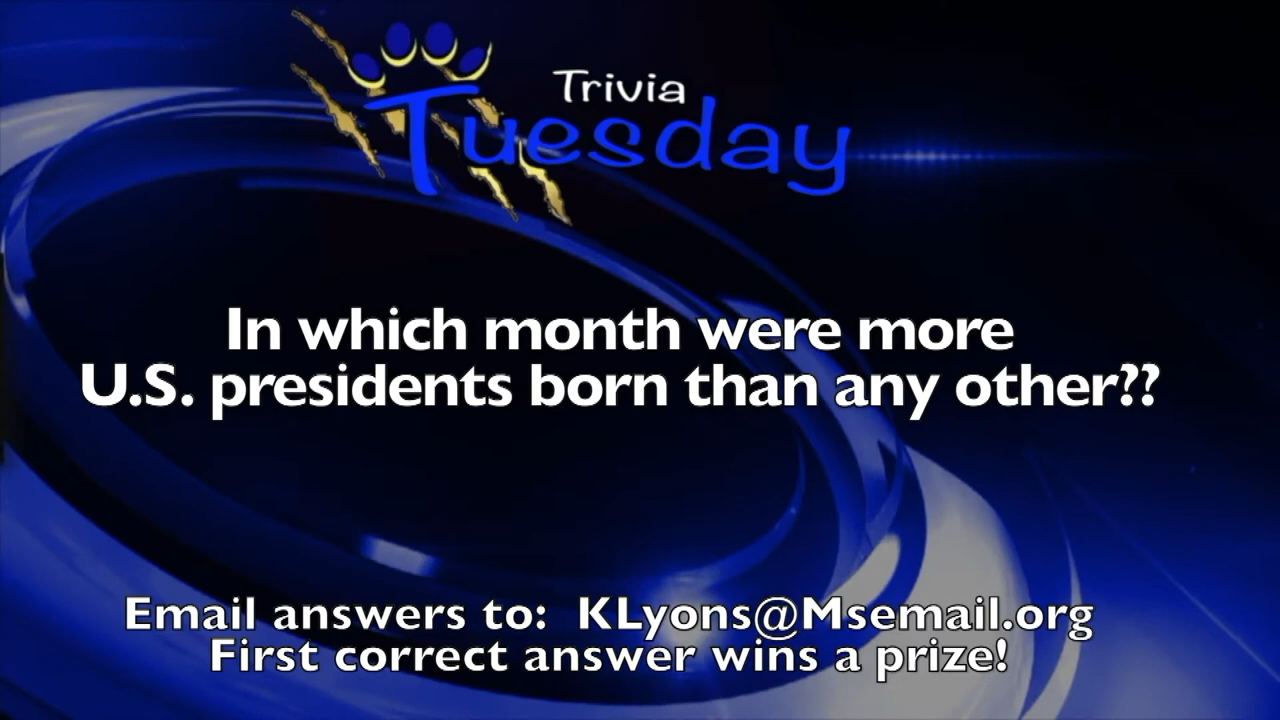 Trivia
Tuesday
In which month were more
U.S. presidents born than any other??
Email answers to: KLyons@Msemail.org
First correct answer wins a prize!